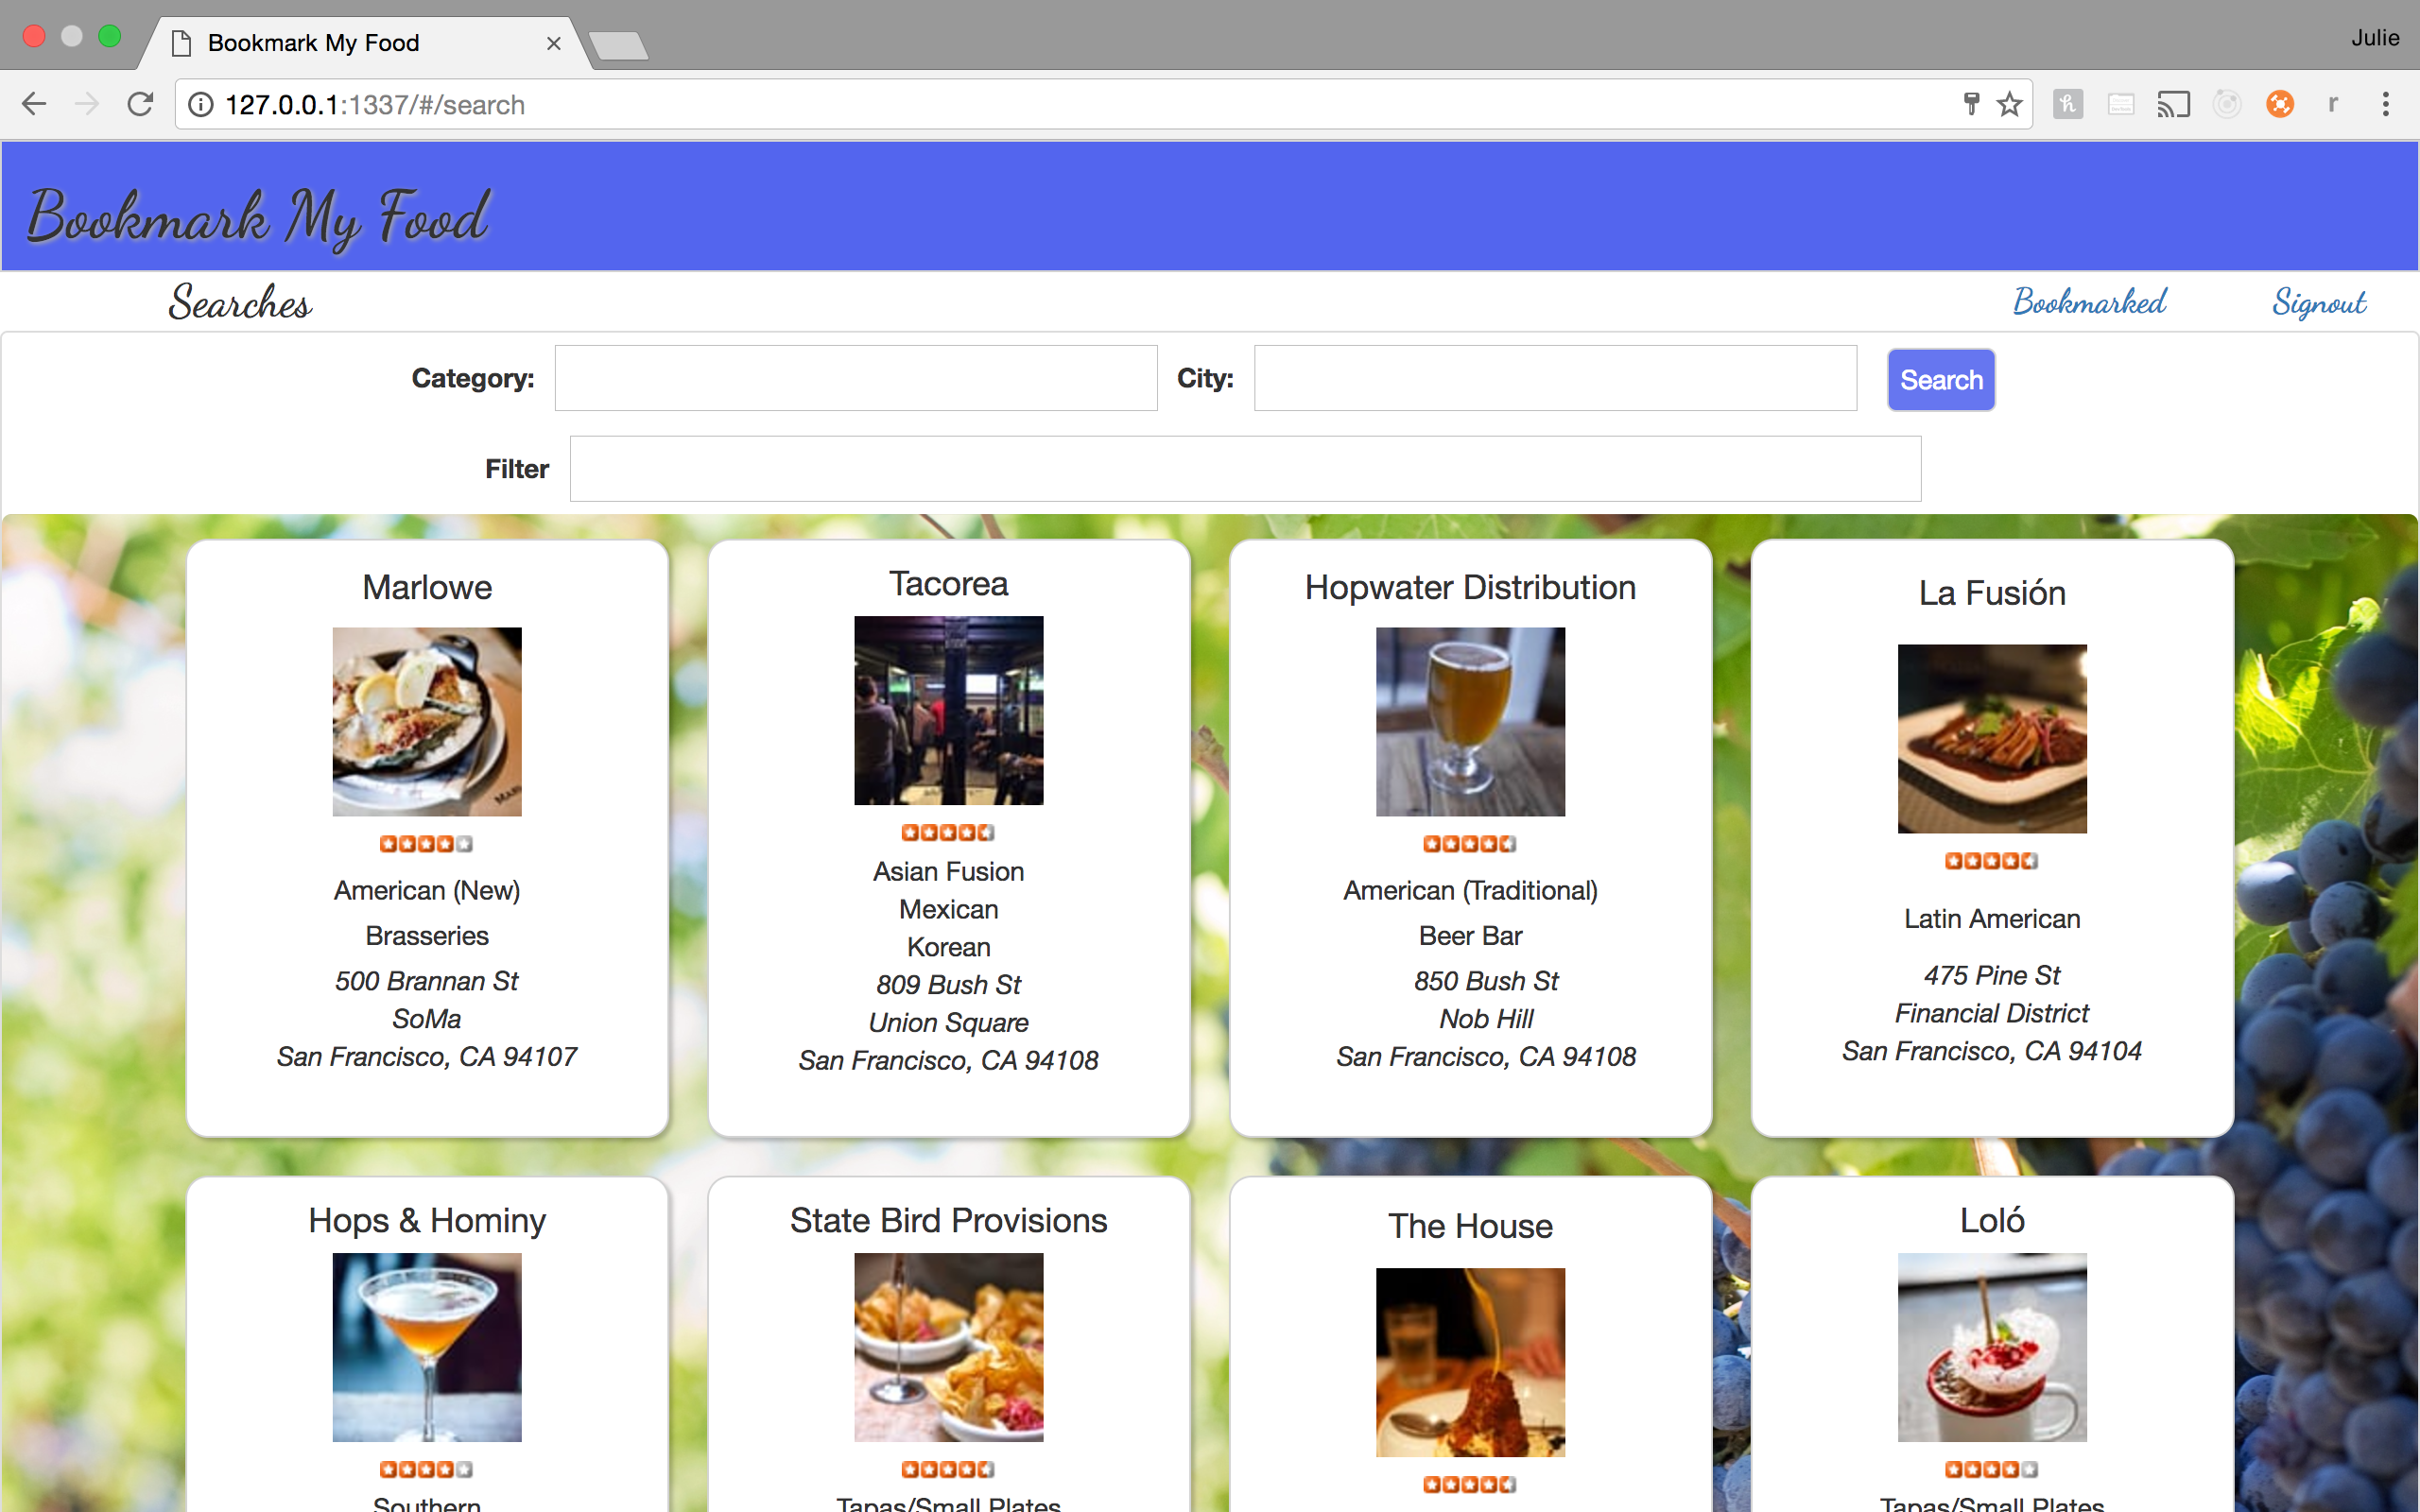 Bookmark My Food
Julie
127.0.0.1:1337/#/search
r
Bookmark My Food
Searches
Bookmarked
Signout
Category:
City:
Search
Filter
Marlowe
American (New)
Brasseries
500 Brannan St
SoMa
San Francisco, CA 94107
Tacorea
Asian Fusion
Mexican
Korean
809 Bush St
Union Square
San Francisco, CA 94108
Hopwater Distribution
American (Traditional)
Beer Bar
850 Bush St
Nob Hill
San Francisco, CA 94108
La Fusión
Latin American
475 Pine St
Financial District
San Francisco, CA 94104
Hops & Hominy
Southern
State Bird Provisions
Tapas/Small Plates
The House
Loló
Tapas/Small Plates